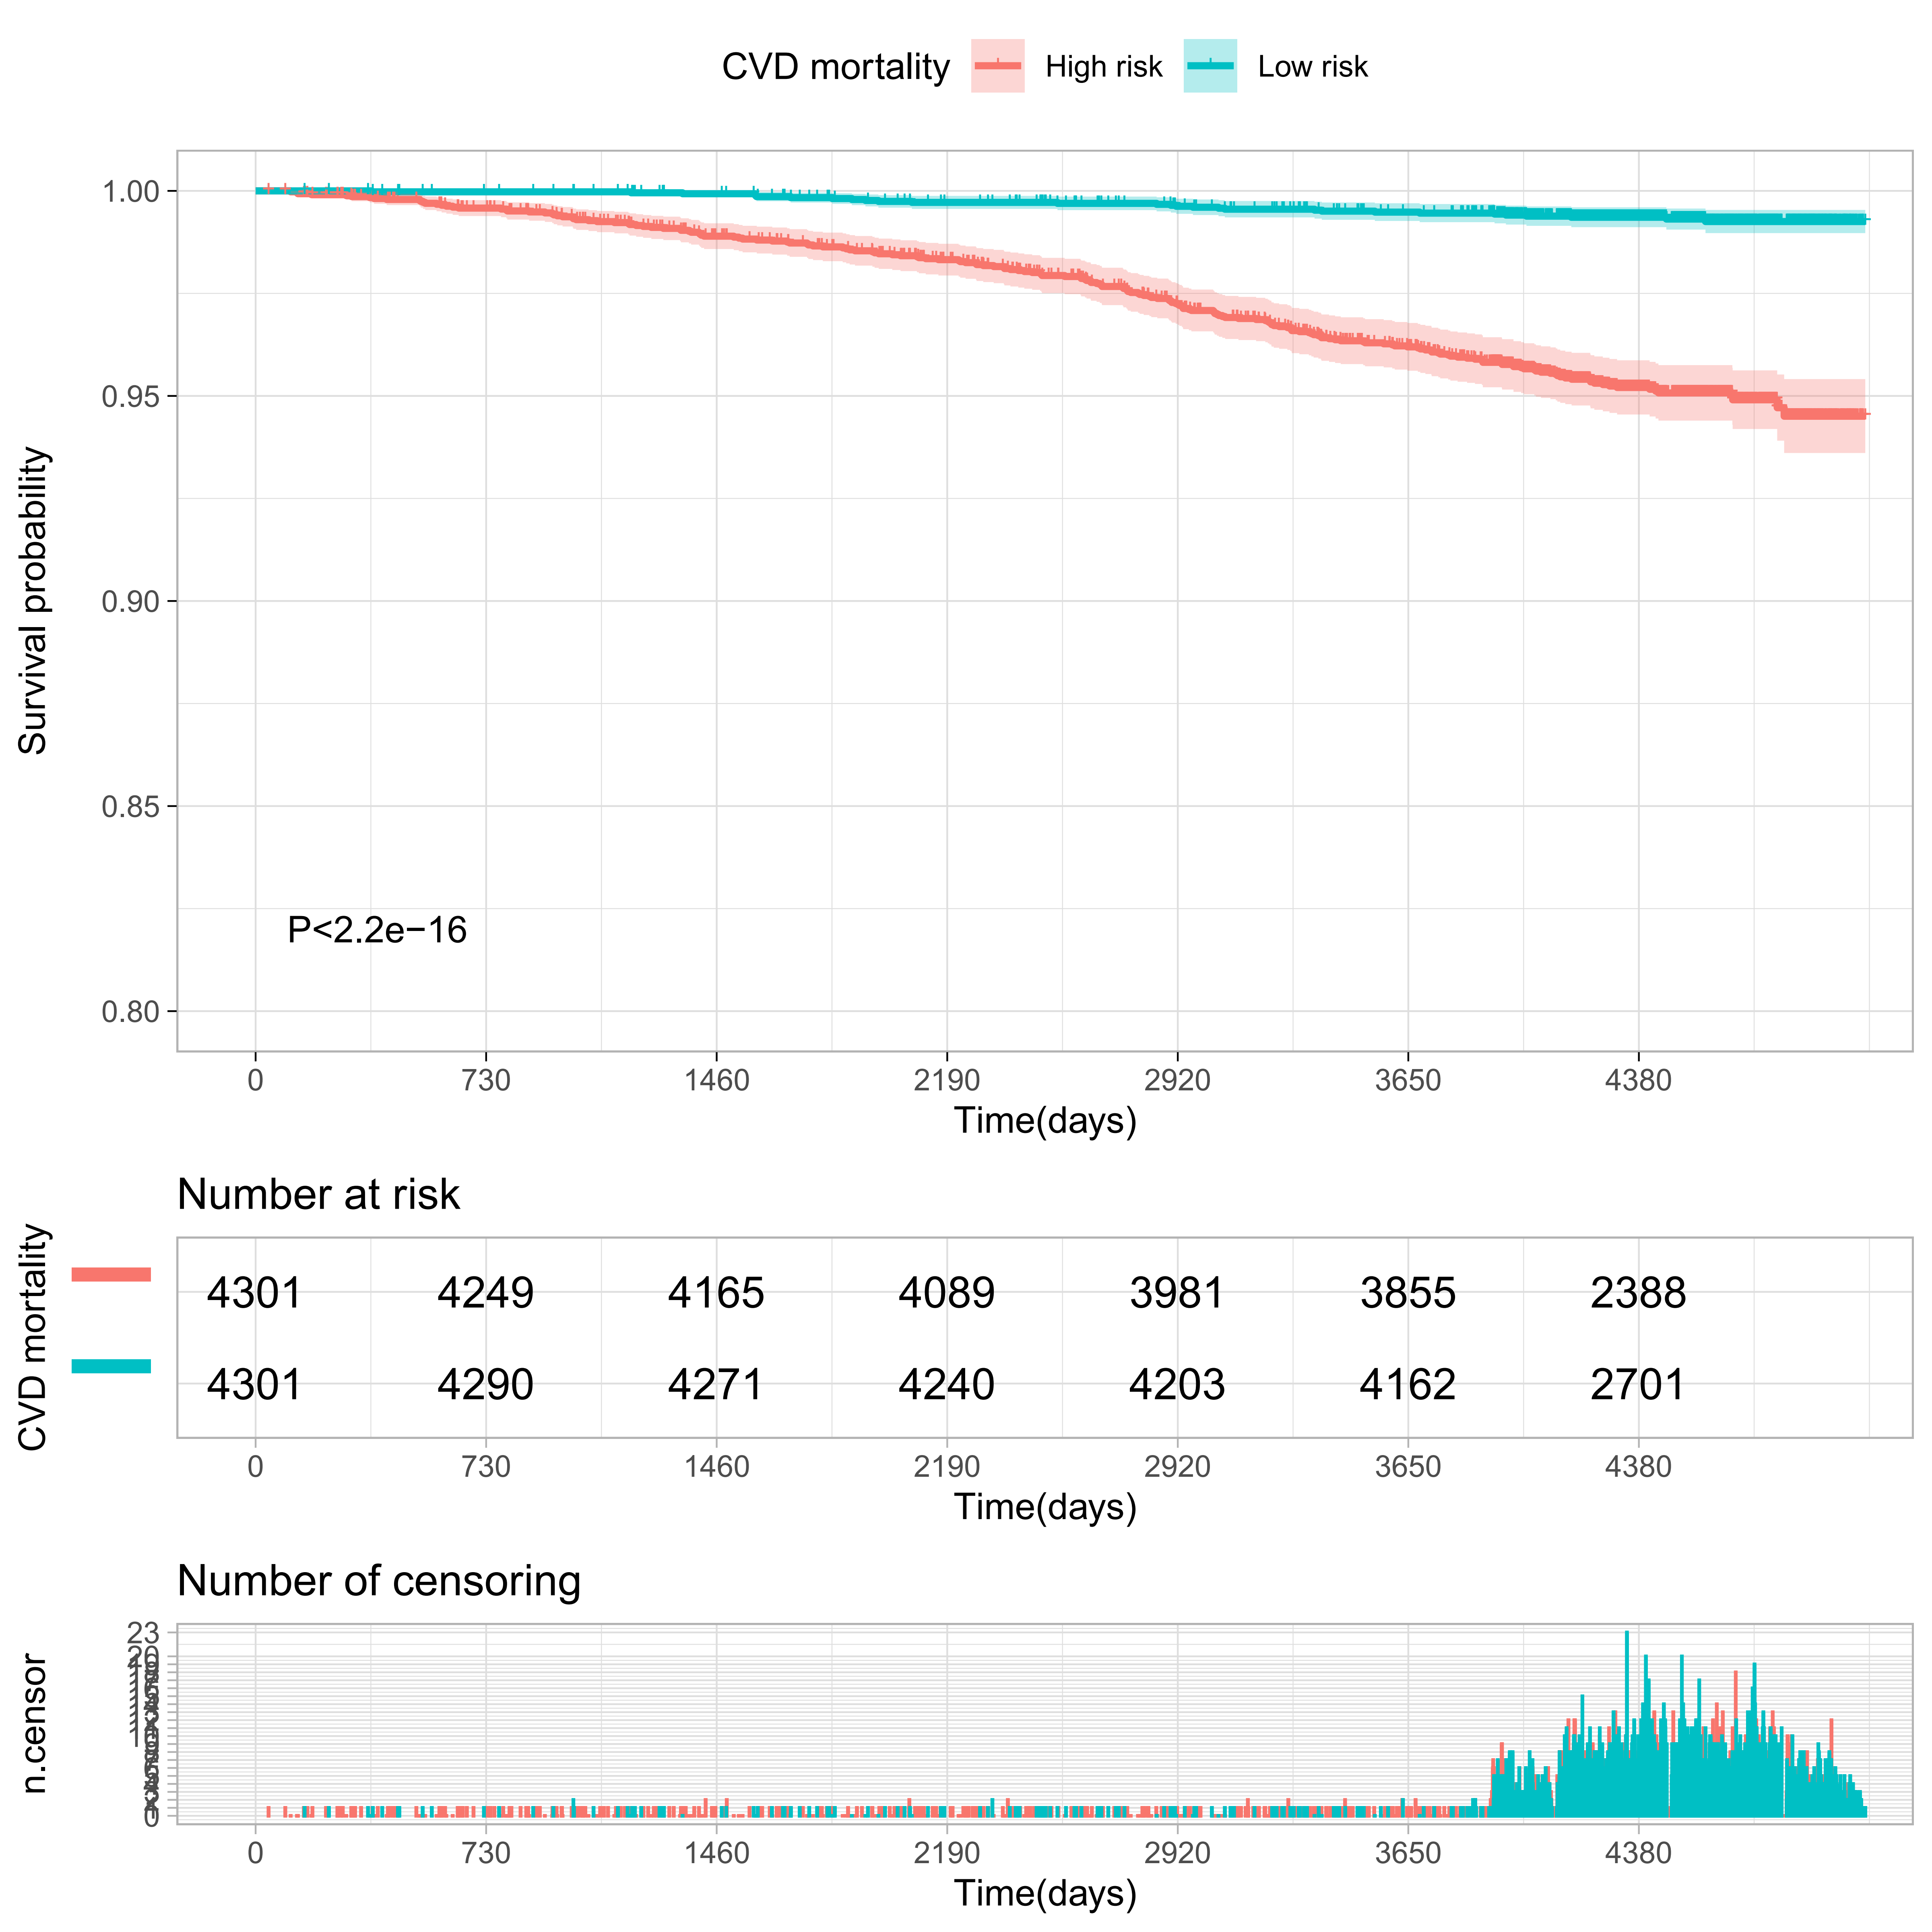 CVD mortality High risk Low risk
Survival probability
1.00
0.95
0.90
0.85
0.80
P<2.2e−16
0 730 1460 2190 2920 3650 4380
Time(days)
Number at risk
CVD mortality
4301 4249 4165 4089 3981 3855 2388
4301 4290 4271 4240 4203 4162 2701
0 730 1460 2190 2920 3650 4380
Time(days)
Number of censoring
n.censor
23
20
0
0 730 1460 2190 2920 3650 4380
Time(days)